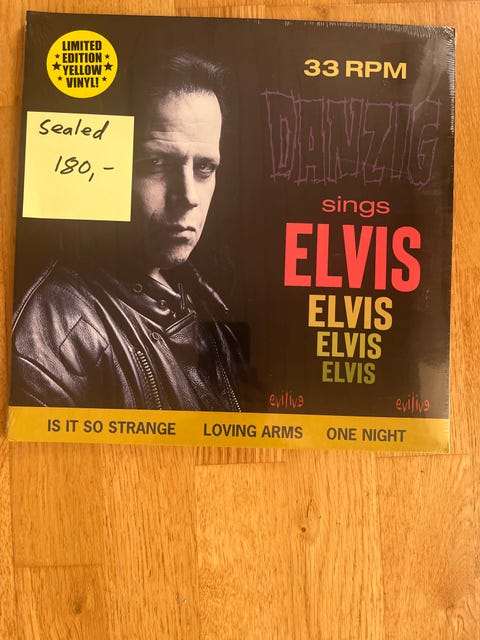 LIMITED
EDITION
YELLOW
VINYL!
33 RPM
Sealed
180,-
DANZIG
sings
ELVIS
ELVIS
ELVIS
ELVIS
evilive
evilive
IS IT SO STRANGE LOVING ARMS ONE NIGHT